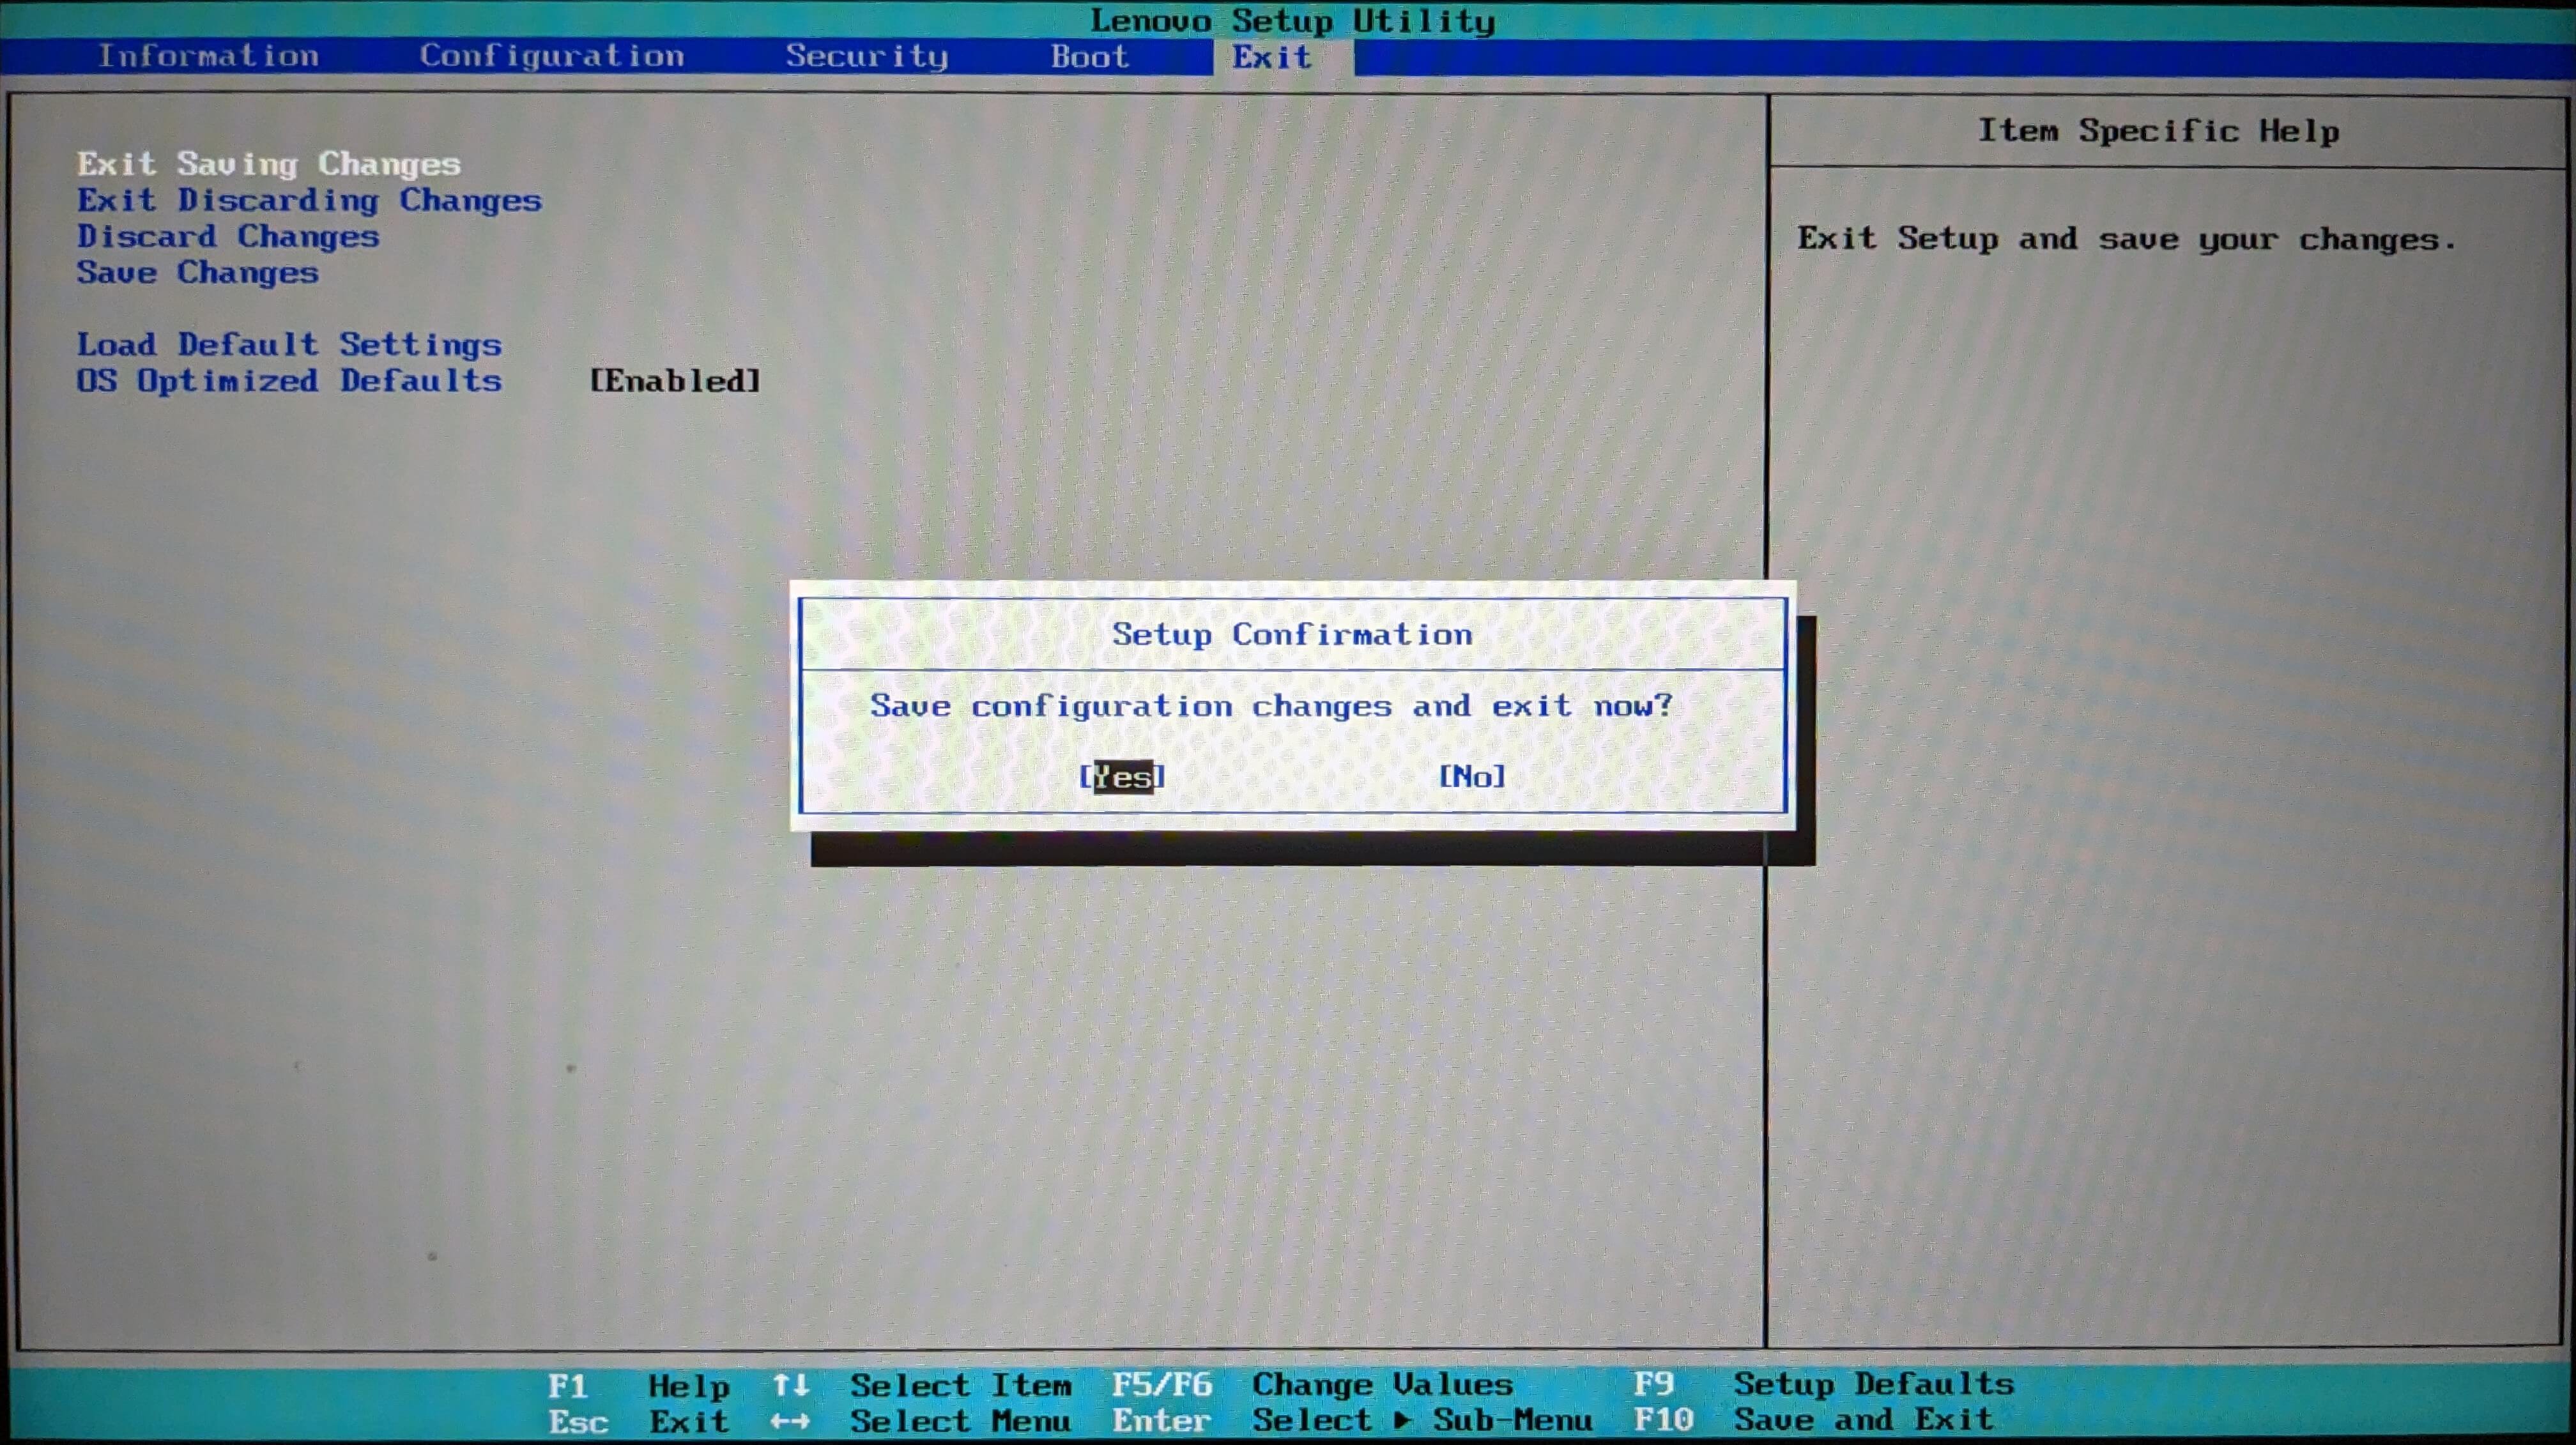 Lenovo Setup Utility
Information Configuration Security Boot Exit
Item Specific Help
Exit Saving Changes
Exit Discarding Changes
Discard Changes
Save Changes
Load Default Settings
OS Optimized Defaults [Enabled]
Exit Setup and save your changes.
Setup Confirmation
Save configuration changes and exit now?
[Yes] [No]
F1 Help ↑↓ Select Item F5/F6 Change Values F9 Setup Defaults
Esc Exit ←→ Select Menu Enter Select ▶ Sub-Menu F10 Save and Exit